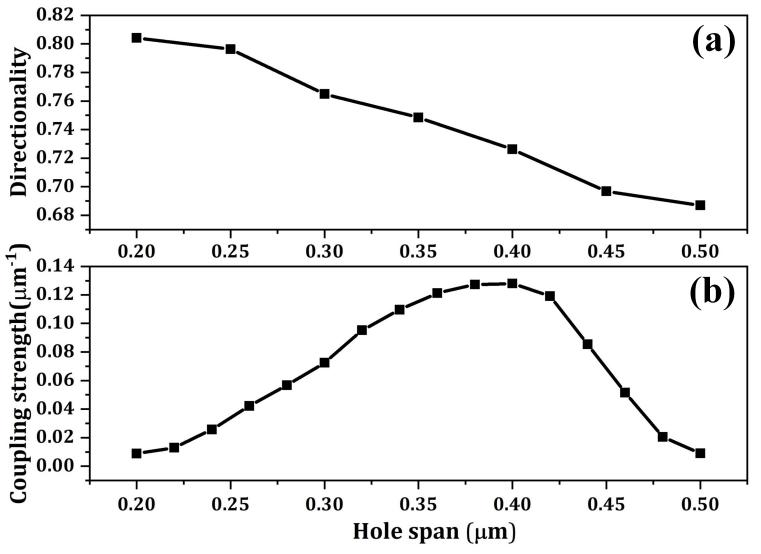 (a)
Directionality
0.82
0.80
0.78
0.76
0.74
0.72
0.70
0.68
0.20 0.25 0.30 0.35 0.40 0.45 0.50
(b)
Coupling strength(μm⁻¹)
0.14
0.12
0.10
0.08
0.06
0.04
0.02
0.00
0.20 0.25 0.30 0.35 0.40 0.45 0.50
Hole span (μm)